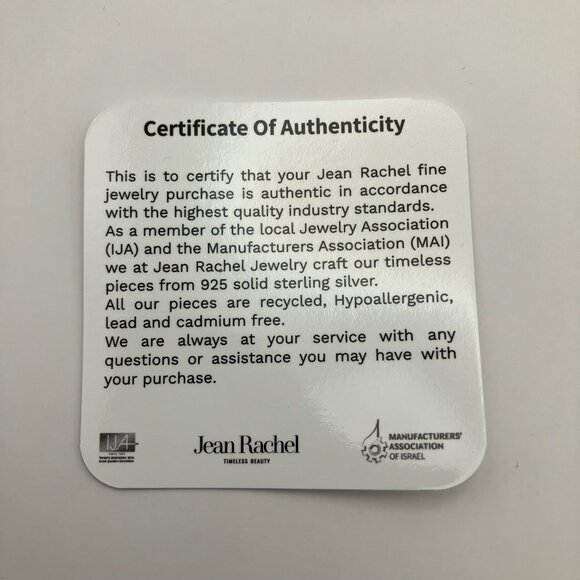 Certificate Of Authenticity
This is to certify that your Jean Rachel fine
jewelry purchase is authentic in accordance
with the highest quality industry standards.
As a member of the local Jewelry Association
(IJA) and the Manufacturers Association (MAI)
we at Jean Rachel Jewelry craft our timeless
pieces from 925 solid sterling silver.
All our pieces are recycled, Hypoallergenic,
lead and cadmium free.
We are always at your service with any
questions or assistance you may have with
your purchase.
IJA
Jean Rachel
TIMELESS BEAUTY
MANUFACTURERS'
ASSOCIATION
OF ISRAEL